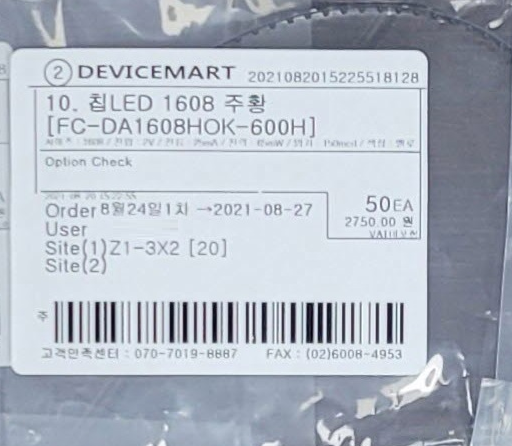 ② DEVICEMART 2021082015225518128
10. 칩LED 1608 주황
[FC-DA1608HOK-600H]
Option Check
Order 8월24일1차 →2021-08-27
50EA
2750.00 원
User
Site(1)Z1-3X2 [20]
Site(2)
주
고객만족센터 : 070-7019-8887 FAX : (02)6008-4953